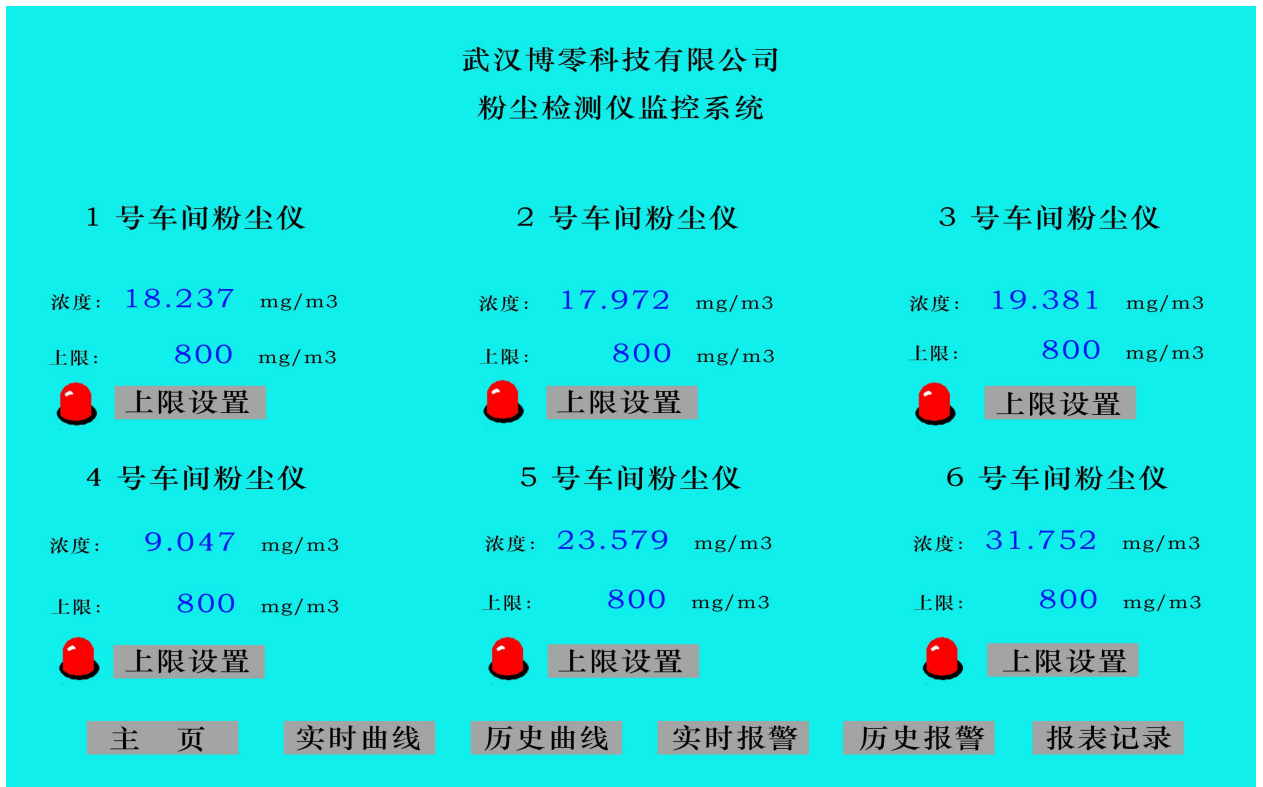 武汉博零科技有限公司
粉尘检测仪监控系统
1 号车间粉尘仪 2 号车间粉尘仪 3 号车间粉尘仪
浓度: 18.237 mg/m3 浓度: 17.972 mg/m3 浓度: 19.381 mg/m3
上限: 800 mg/m3 上限: 800 mg/m3 上限: 800 mg/m3
上限设置 上限设置 上限设置
4 号车间粉尘仪 5 号车间粉尘仪 6 号车间粉尘仪
浓度: 9.047 mg/m3 浓度: 23.579 mg/m3 浓度: 31.752 mg/m3
上限: 800 mg/m3 上限: 800 mg/m3 上限: 800 mg/m3
上限设置 上限设置 上限设置
主 页 实时曲线 历史曲线 实时报警 历史报警 报表记录